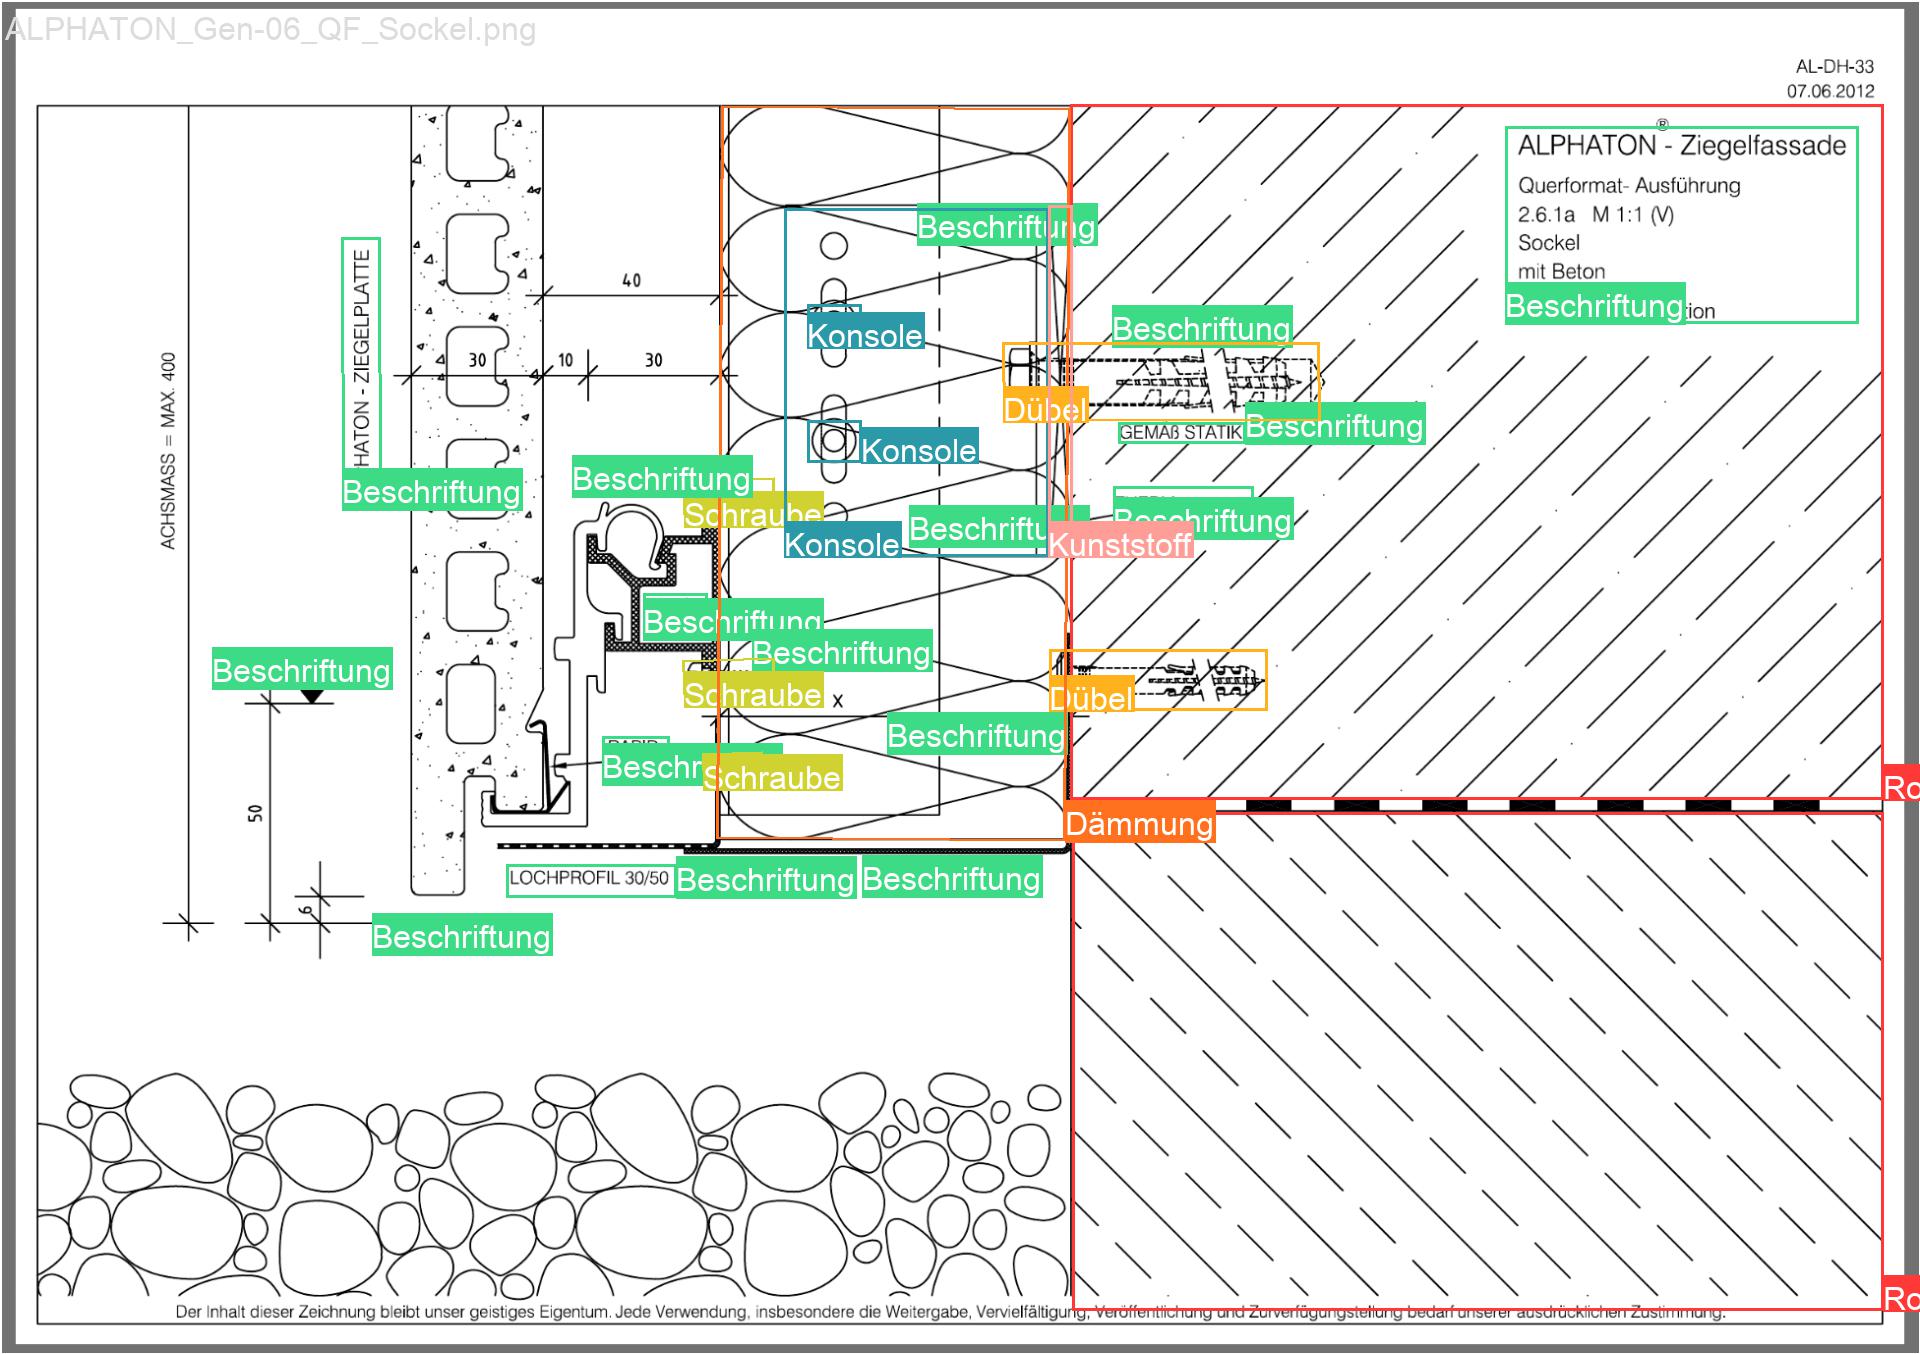 ALPHATON_Gen-06_QF_Sockel.png
AL-DH-33
07.06.2012
®
ALPHATON - Ziegelfassade
Querformat- Ausführung
2.6.1a M 1:1 (V)
Sockel
mit Beton
Beschriftung
Beschriftung
40
Beschriftung
Konsole
ACHSMASS = MAX. 400
HATON - ZIEGELPLATTE
30
10
30
Dübel
GEMÄß STATIK
Beschriftung
Konsole
Beschriftung
Beschriftung
Schraube
Beschriftung
Beschriftu
Konsole
Kunststoff
Beschriftung
Beschriftung
Beschriftung
Schraube
Dübel
x
Beschriftung
Beschr
Schraube
Ro
50
Dämmung
LOCHPROFIL 30/50
Beschriftung
Beschriftung
6
Beschriftung
Ro
Der Inhalt dieser Zeichnung bleibt unser geistiges Eigentum. Jede Verwendung, insbesondere die Weitergabe, Vervielfältigung, Veröffentlichung und Zurverfügungstellung bedarf unserer ausdrücklichen Zustimmung.